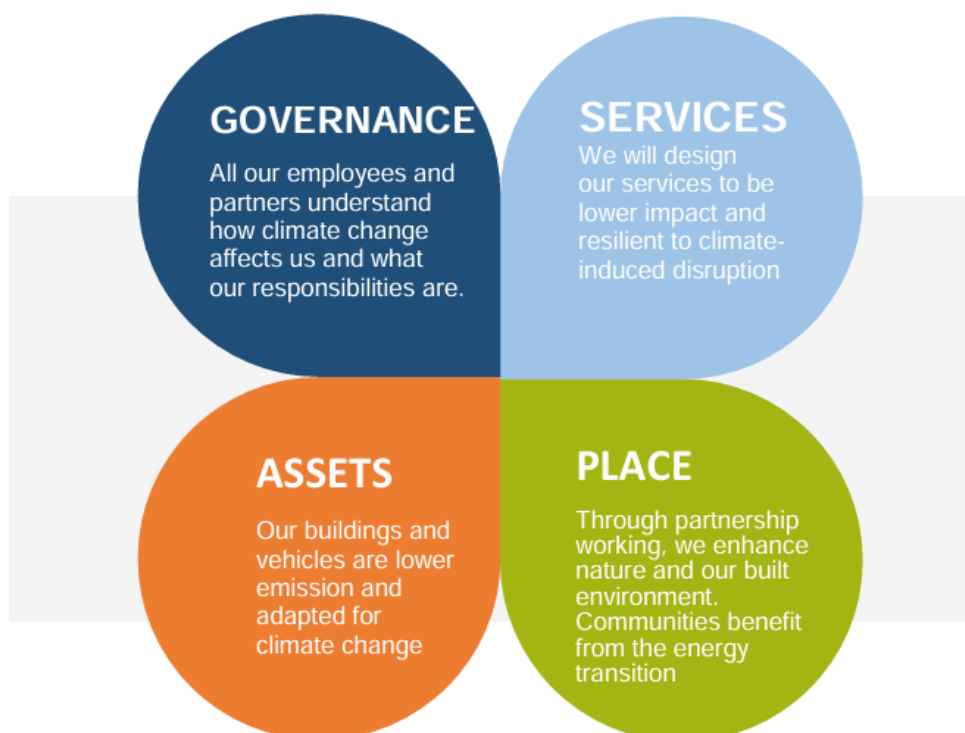 GOVERNANCE
All our employees and
partners understand
how climate change
affects us and what
our responsibilities are.
SERVICES
We will design
our services to be
lower impact and
resilient to climate-
induced disruption
ASSETS
Our buildings and
vehicles are lower
emission and
adapted for
climate change
PLACE
Through partnership
working, we enhance
nature and our built
environment.
Communities benefit
from the energy
transition